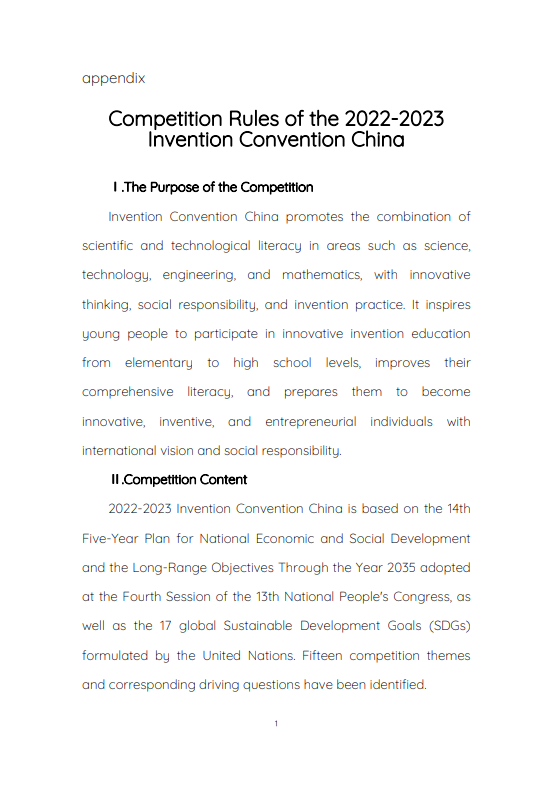 appendix
Competition Rules of the 2022-2023
Invention Convention China
Ⅰ.The Purpose of the Competition
Invention Convention China promotes the combination of
scientific and technological literacy in areas such as science,
technology, engineering, and mathematics, with innovative
thinking, social responsibility, and invention practice. It inspires
young people to participate in innovative invention education
from elementary to high school levels, improves their
comprehensive literacy, and prepares them to become
innovative, inventive, and entrepreneurial individuals with
international vision and social responsibility.
Ⅱ.Competition Content
2022-2023 Invention Convention China is based on the 14th
Five-Year Plan for National Economic and Social Development
and the Long-Range Objectives Through the Year 2035 adopted
at the Fourth Session of the 13th National People's Congress, as
well as the 17 global Sustainable Development Goals (SDGs)
formulated by the United Nations. Fifteen competition themes
and corresponding driving questions have been identified.
1